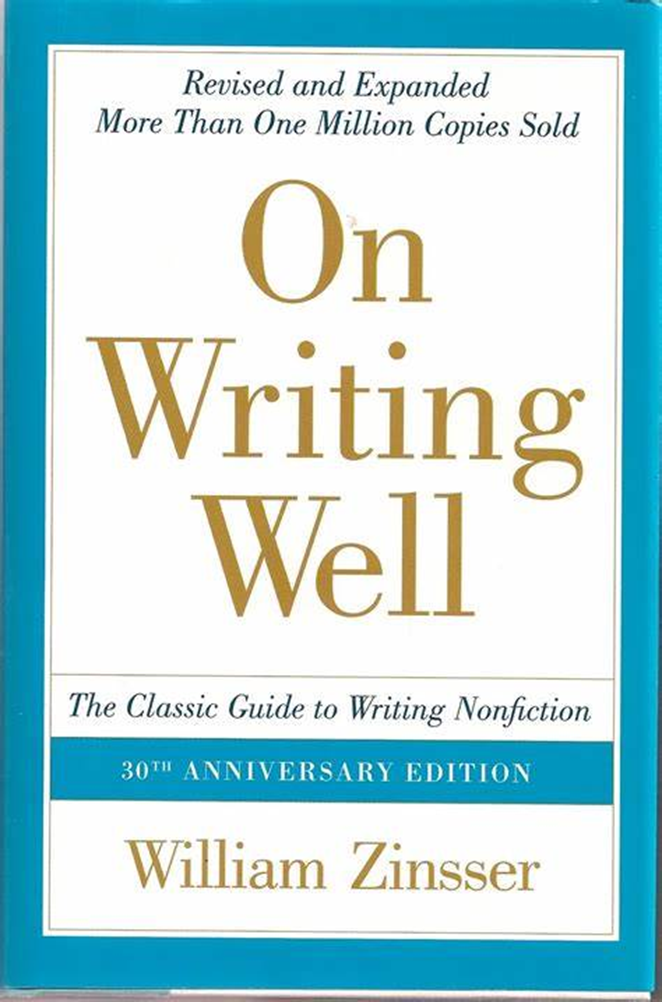 Revised and Expanded
More Than One Million Copies Sold
On
Writing
Well
The Classic Guide to Writing Nonfiction
30TH ANNIVERSARY EDITION
William Zinsser